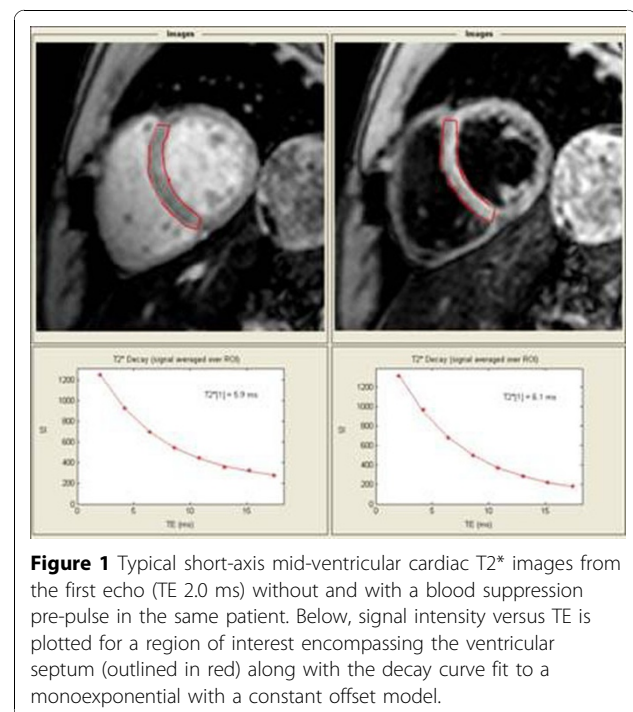 Images
Images
T2* Decay (signal averaged over ROI)
T2* Decay (signal averaged over ROI)
1200
1000
800
600
400
200
0
SI
T2*[1] = 5.9 ms
0 5 10 15
TE (ms)
1200
1000
800
600
400
200
0
SI
T2*[1] = 6.1 ms
0 5 10 15
TE (ms)
Figure 1 Typical short-axis mid-ventricular cardiac T2* images from
the first echo (TE 2.0 ms) without and with a blood suppression
pre-pulse in the same patient. Below, signal intensity versus TE is
plotted for a region of interest encompassing the ventricular
septum (outlined in red) along with the decay curve fit to a
monoexponential with a constant offset model.